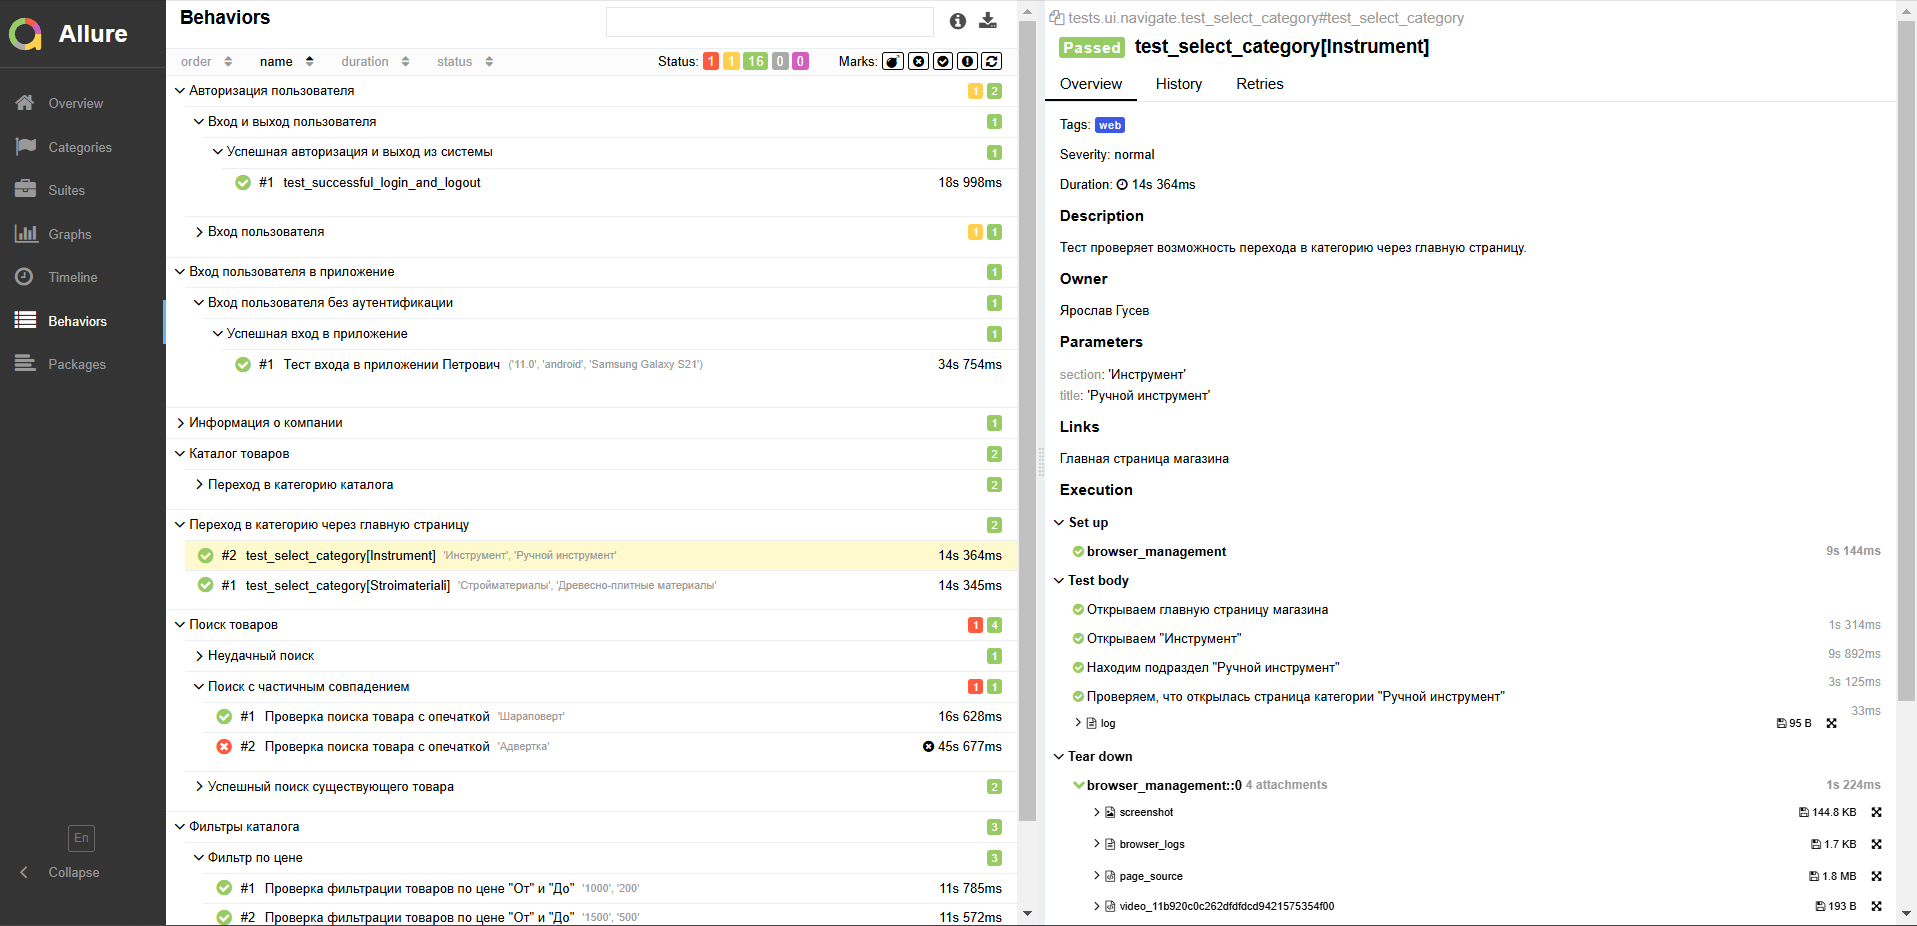 Allure
Overview
Categories
Suites
Graphs
Timeline
Behaviors
Packages
En
Collapse
Behaviors
order name duration status Status: 1 1 16 0 0 Marks:
Авторизация пользователя 1 2
Вход и выход пользователя 1
Успешная авторизация и выход из системы 1
#1 test_successful_login_and_logout 18s 998ms
Вход пользователя 1 1
Вход пользователя в приложение 1
Вход пользователя без аутентификации 1
Успешная вход в приложение 1
#1 Тест входа в приложении Петрович ('11.0', 'android', 'Samsung Galaxy S21') 34s 754ms
Информация о компании 1
Каталог товаров 2
Переход в категорию каталога 2
Переход в категорию через главную страницу 2
#2 test_select_category[Instrument] 'Инструмент', 'Ручной инструмент' 14s 364ms
#1 test_select_category[Stroimateriali] 'Стройматериалы', 'Древесно-плитные материалы' 14s 345ms
Поиск товаров 1 4
Неудачный поиск 1
Поиск с частичным совпадением 1 1
#1 Проверка поиска товара с опечаткой 'Шараповерт' 16s 628ms
#2 Проверка поиска товара с опечаткой 'Адвертка' 45s 677ms
Успешный поиск существующего товара 2
Фильтры каталога 3
Фильтр по цене 3
#1 Проверка фильтрации товаров по цене "От" и "До" '1000', '200' 11s 785ms
#2 Проверка фильтрации товаров по цене "От" и "До" '1500', '500' 11s 572ms
tests.ui.navigate.test_select_category#test_select_category
Passed test_select_category[Instrument]
Overview History Retries
Tags: web
Severity: normal
Duration: 14s 364ms
Description
Тест проверяет возможность перехода в категорию через главную страницу.
Owner
Ярослав Гусев
Parameters
section: 'Инструмент'
title: 'Ручной инструмент'
Links
Главная страница магазина
Execution
Set up
browser_management 9s 144ms
Test body
Открываем главную страницу магазина
1s 314ms
Открываем "Инструмент"
9s 892ms
Находим подраздел "Ручной инструмент"
3s 125ms
Проверяем, что открылась страница категории "Ручной инструмент"
33ms
log 95 B
Tear down
browser_management::0 4 attachments 1s 224ms
screenshot 144.8 KB
browser_logs 1.7 KB
page_source 1.8 MB
video_11b920c0c262dfdfdcd9421575354f00 193 B